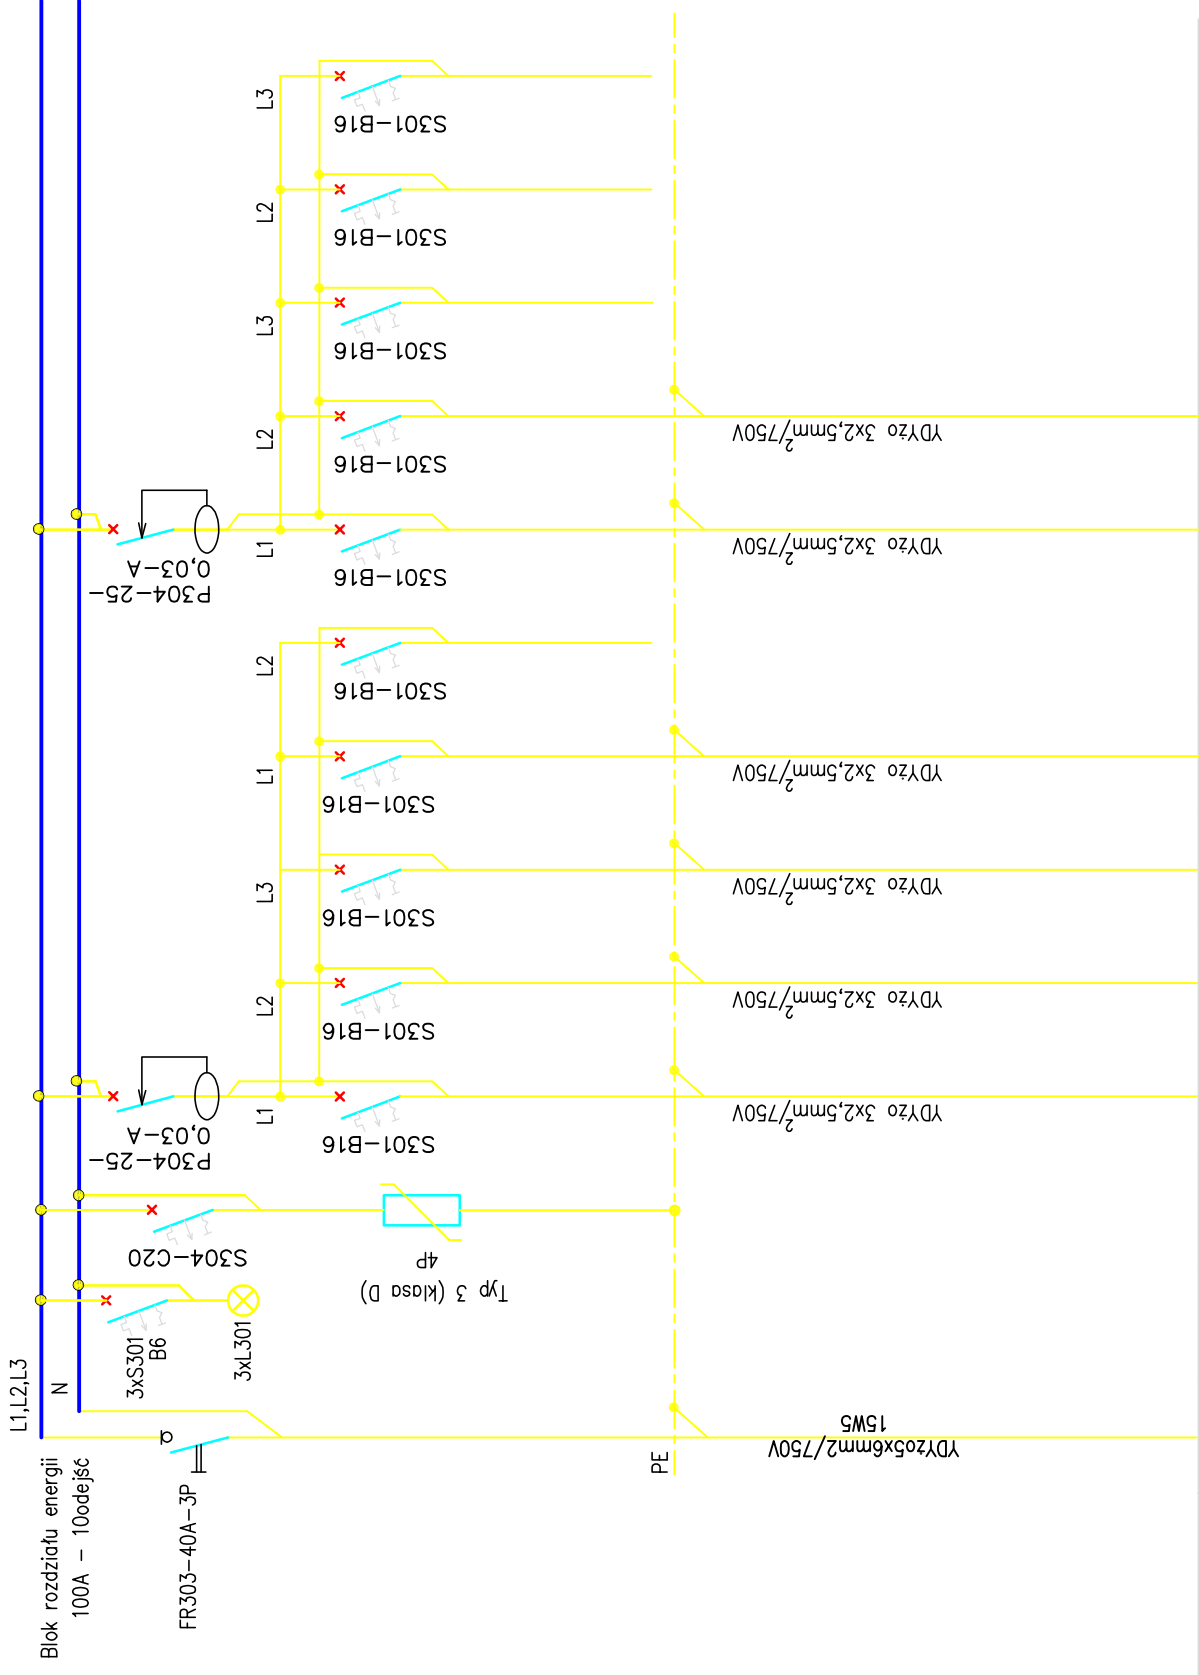 L3
S301-B16
L2
S301-B16
L3
S301-B16
L2
S301-B16
YDYżo 3x2,5mm²/750V
L1
S301-B16
YDYżo 3x2,5mm²/750V
P304-25-
0,03-A
L2
S301-B16
L1
S301-B16
YDYżo 3x2,5mm²/750V
L3
S301-B16
YDYżo 3x2,5mm²/750V
L2
S301-B16
YDYżo 3x2,5mm²/750V
L1
S301-B16
YDYżo 3x2,5mm²/750V
P304-25-
0,03-A
S304-C20
Typ 3 (klasa D)
4P
3xS301
B6
3xL301
L1,L2,L3
N
PE
YDYżo5x6mm2/750V
15W5
Blok rozdziału energii
100A - 10odejść
FR303-40A-3P